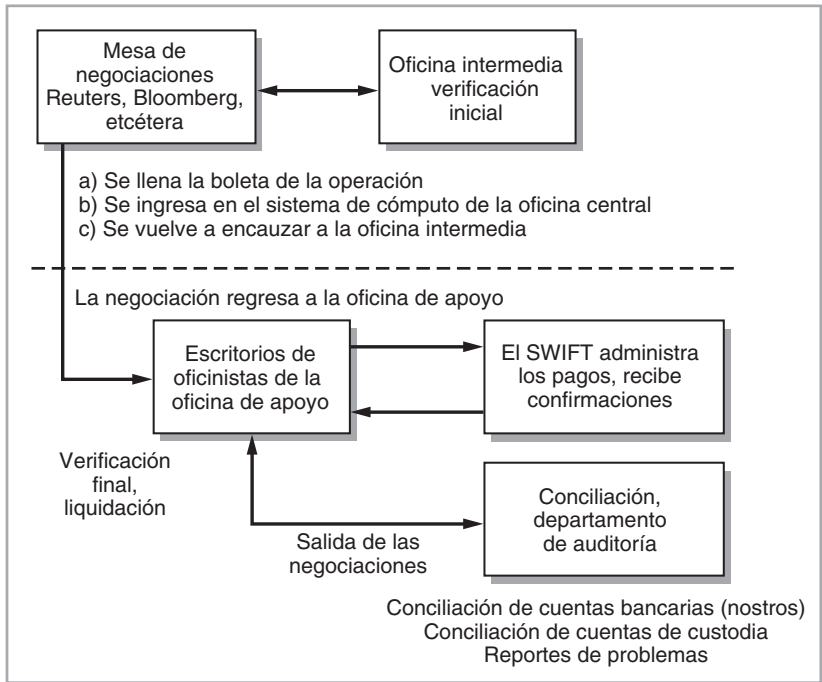 Mesa de
negociaciones
Reuters, Bloomberg,
etcétera
Oficina intermedia
verificación
inicial
a) Se llena la boleta de la operación
b) Se ingresa en el sistema de cómputo de la oficina central
c) Se vuelve a encauzar a la oficina intermedia
La negociación regresa a la oficina de apoyo
Escritorios de
oficinistas de la
oficina de apoyo
El SWIFT administra
los pagos, recibe
confirmaciones
Verificación
final,
liquidación
Salida de las
negociaciones
Conciliación,
departamento
de auditoría
Conciliación de cuentas bancarias (nostros)
Conciliación de cuentas de custodia
Reportes de problemas